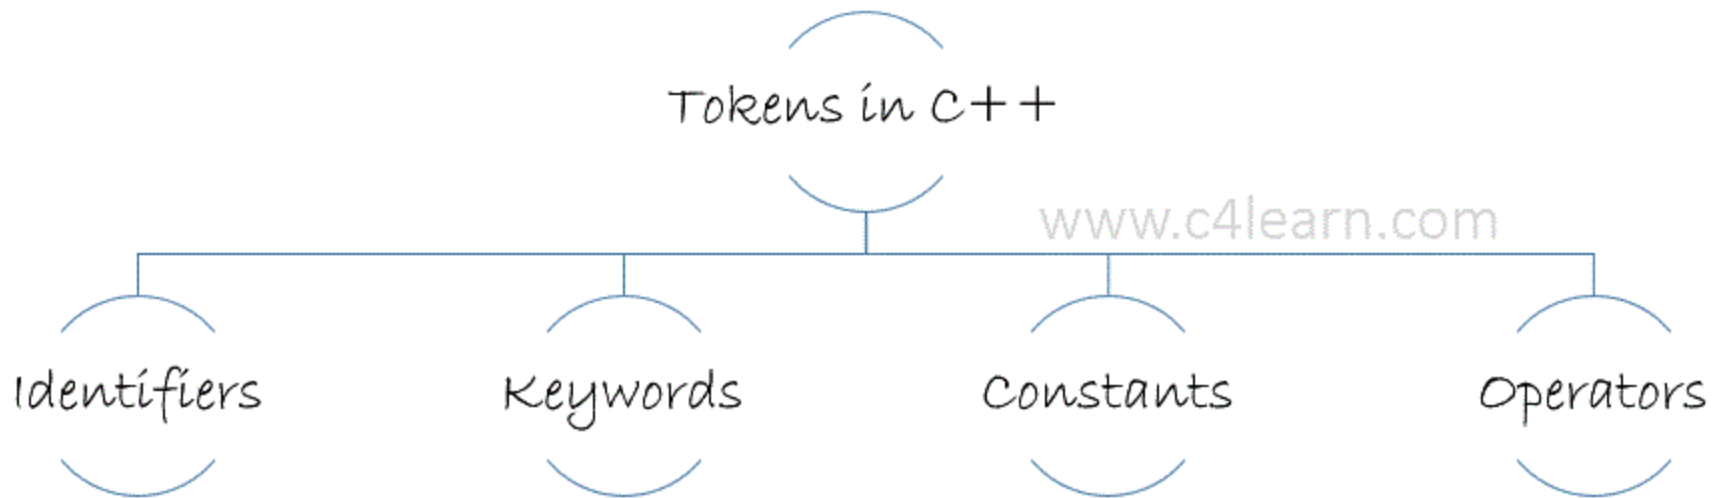 Tokens in C++
www.c4learn.com
Identifiers
Keywords
Constants
Operators